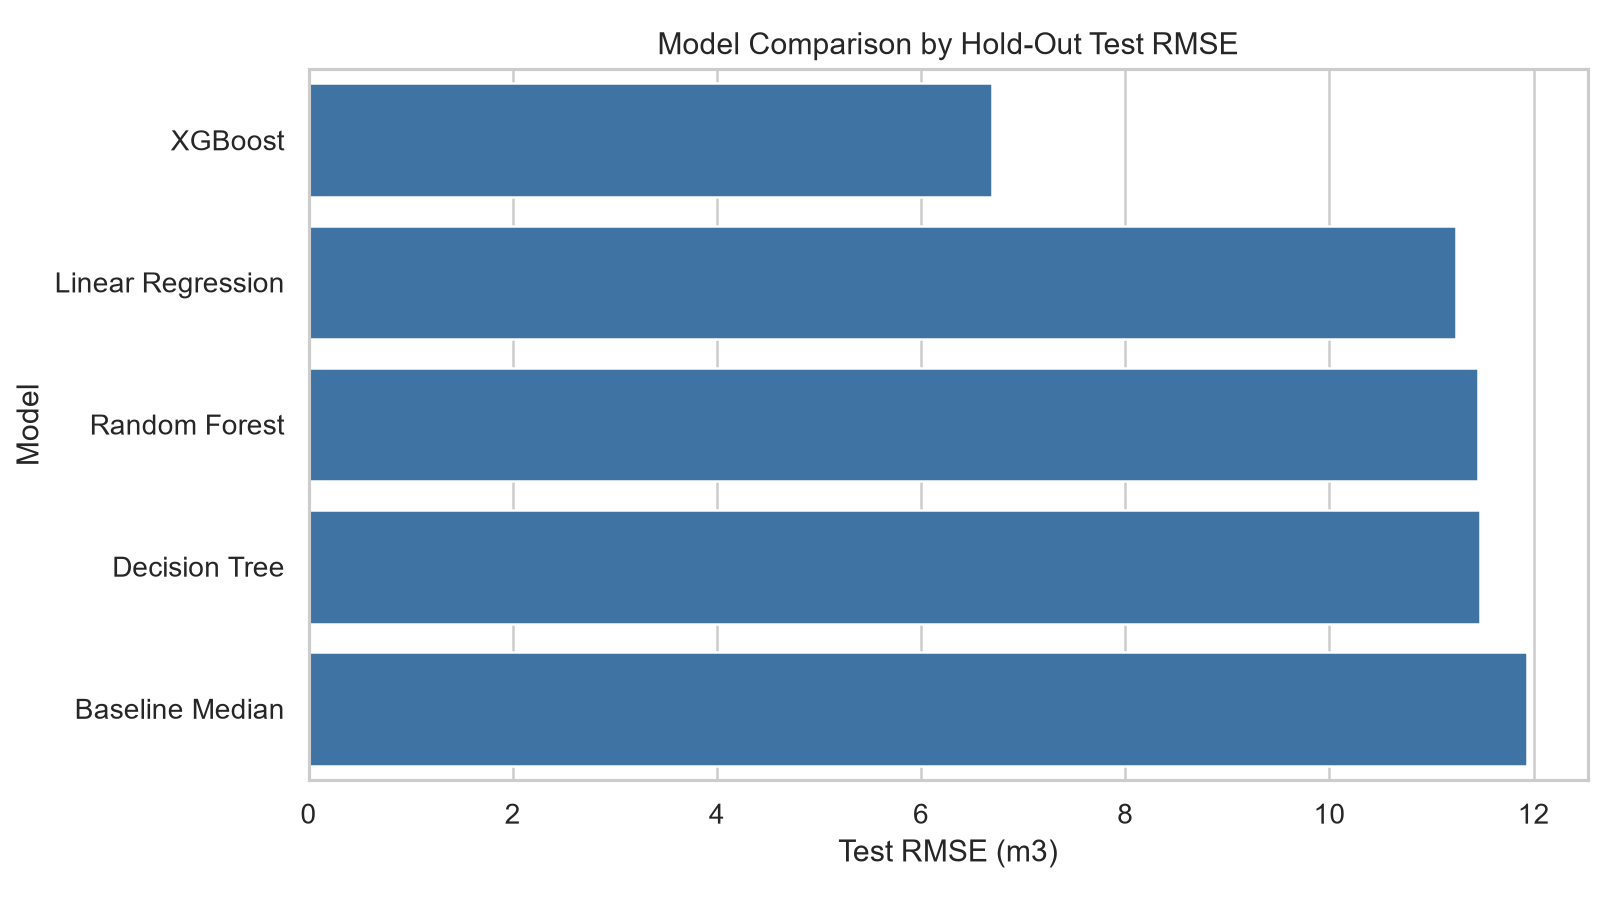 Model Comparison by Hold-Out Test RMSE
XGBoost
Linear Regression
Random Forest
Decision Tree
Baseline Median
Model
0 2 4 6 8 10 12
Test RMSE (m3)